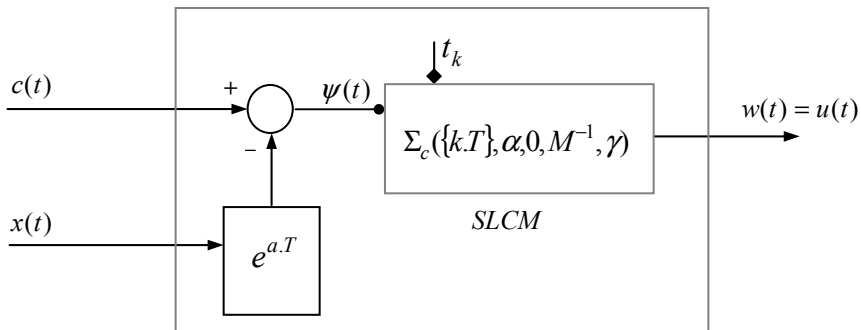 t_k
c(t)
+
ψ(t)
w(t) = u(t)
Σ_c({k.T}, α,0, M^{-1}, γ)
−
x(t)
SLCM
e^{a.T}